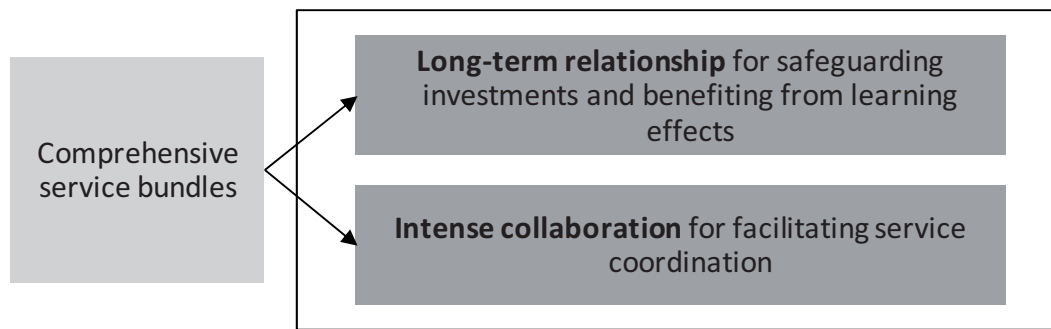 Comprehensive
service bundles
Long-term relationship for safeguarding
investments and benefiting from learning
effects
Intense collaboration for facilitating service
coordination